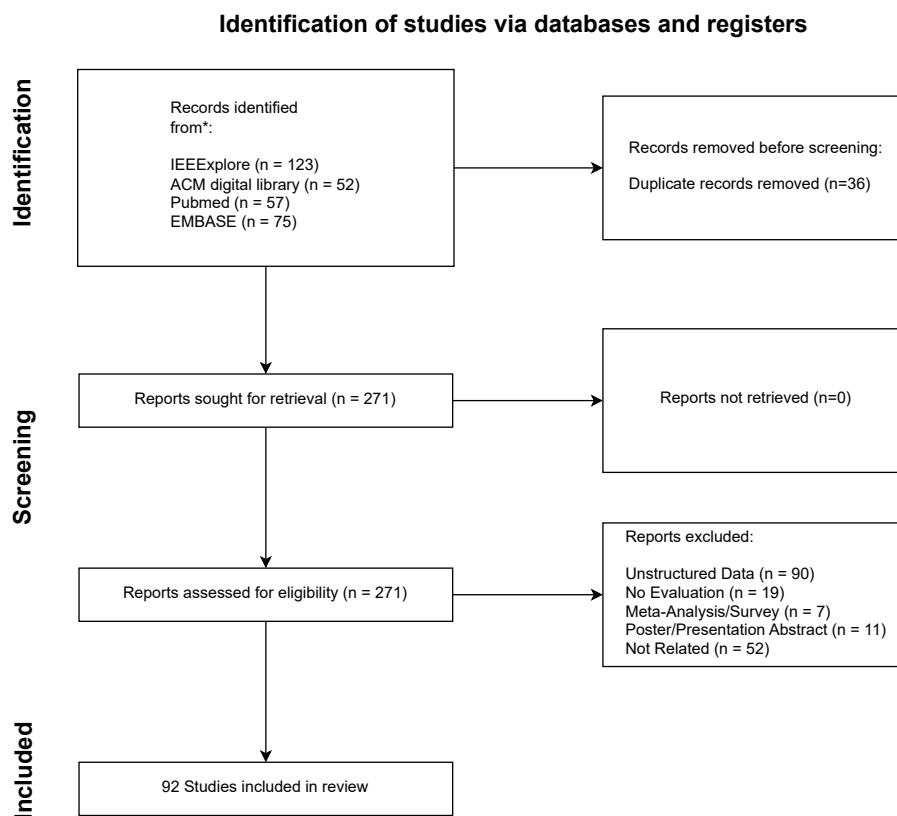 Identification of studies via databases and registers
Identification
Records identified
from*:
IEEExplore (n = 123)
ACM digital library (n = 52)
Pubmed (n = 57)
EMBASE (n = 75)
Records removed before screening:
Duplicate records removed (n=36)
Screening
Reports sought for retrieval (n = 271)
Reports not retrieved (n=0)
Reports assessed for eligibility (n = 271)
Reports excluded:
Unstructured Data (n = 90)
No Evaluation (n = 19)
Meta-Analysis/Survey (n = 7)
Poster/Presentation Abstract (n = 11)
Not Related (n = 52)
Included
92 Studies included in review